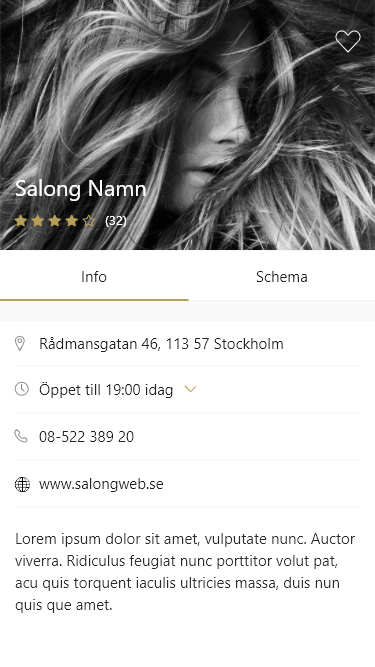 Salong Namn
(32)
Info
Schema
Rådmansgatan 46, 113 57 Stockholm
Öppet till 19:00 idag
08-522 389 20
www.salongweb.se
Lorem ipsum dolor sit amet, vulputate nunc. Auctor
viverra. Ridiculus feugiat nunc porttitor volut pat,
acu quis torquent iaculis ultricies massa, duis nun
quis que amet.